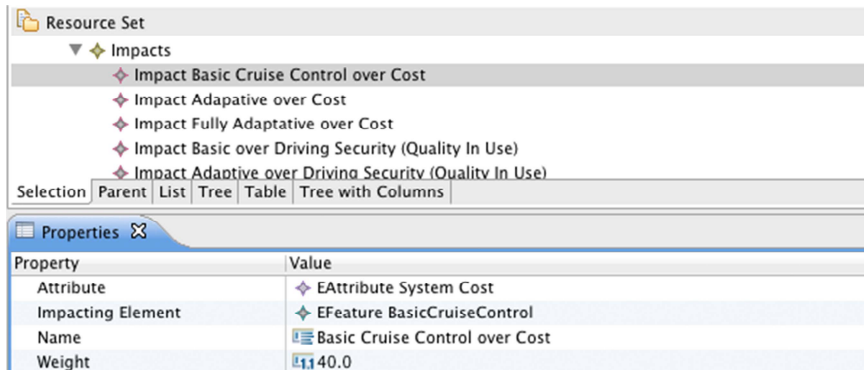 Resource Set
Impacts
Impact Basic Cruise Control over Cost
Impact Adapative over Cost
Impact Fully Adaptative over Cost
Impact Basic over Driving Security (Quality In Use)
Impact Adaptive over Driving Security (Quality In Use)
Selection Parent List Tree Table Tree with Columns
Properties
Property Value
Attribute EAttribute System Cost
Impacting Element EFeature BasicCruiseControl
Name Basic Cruise Control over Cost
Weight 40.0